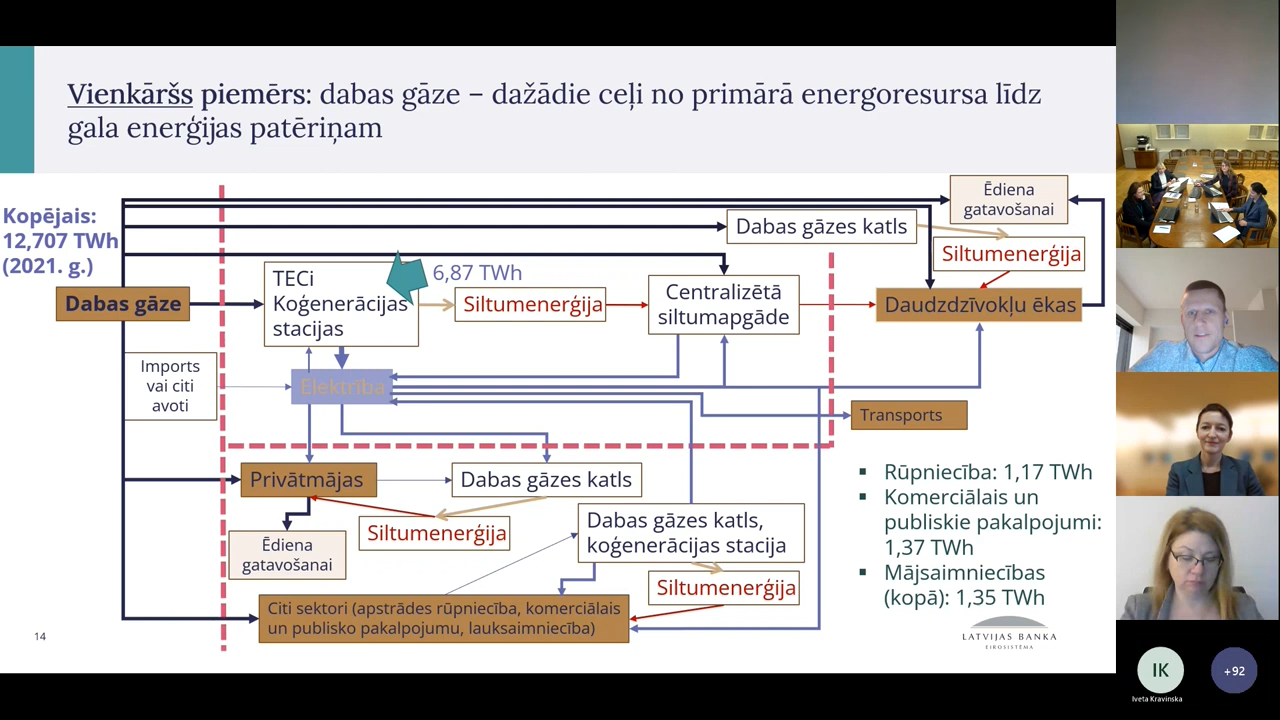 Vienkāršs piemērs: dabas gāze – dažādie ceļi no primārā energoresursa līdz
gala enerģijas patēriņam
Kopējais:
12,707 TWh
(2021. g.)
Ēdiena
gatavošanai
Dabas gāzes katls
Siltumenerģija
TECi
Koģenerācijas
stacijas
6,87 TWh
Dabas gāze
Siltumenerģija
Centralizētā
siltumapgāde
Daudzdzīvokļu ēkas
Imports
vai citi
avoti
Elektrība
Transports
Privātmājas
Dabas gāzes katls
Siltumenerģija
Ēdiena
gatavošanai
Dabas gāzes katls,
koģenerācijas stacija
Siltumenerģija
Citi sektori (apstrādes rūpniecība, komerciālais
un publisko pakalpojumu, lauksaimniecība)
▪ Rūpniecība: 1,17 TWh
▪ Komerciālais un
publiskie pakalpojumi:
1,37 TWh
▪ Mājsaimniecības
(kopā): 1,35 TWh
14
LATVIJAS BANKA
EIROSISTĒMA
IK
+92
Iveta Kravinska